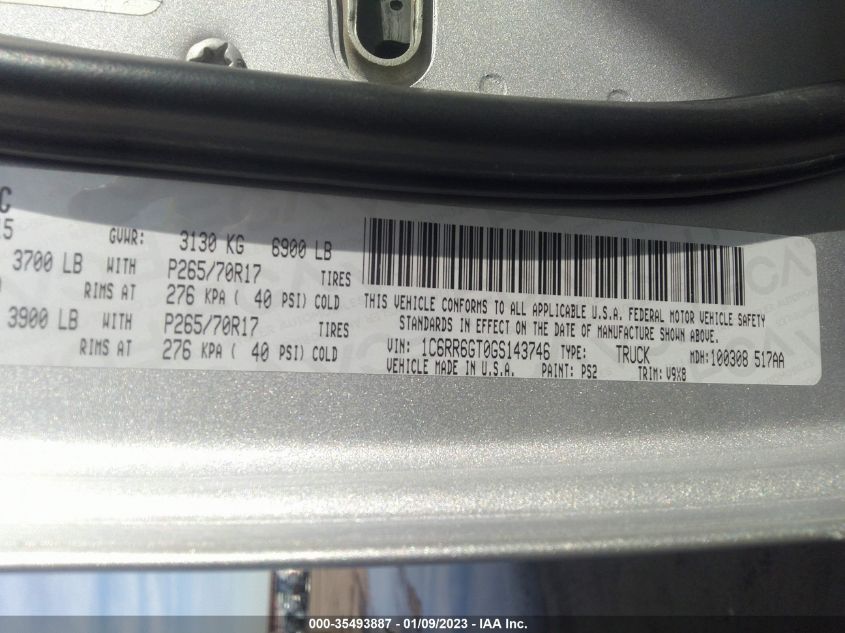 C
15
GVWR: 3130 KG 6900 LB
3700 LB WITH P265/70R17 TIRES
RIMS AT 276 KPA ( 40 PSI) COLD
3900 LB WITH P265/70R17 TIRES
RIMS AT 276 KPA ( 40 PSI) COLD
THIS VEHICLE CONFORMS TO ALL APPLICABLE U.S.A. FEDERAL MOTOR VEHICLE SAFETY
STANDARDS IN EFFECT ON THE DATE OF MANUFACTURE SHOWN ABOVE.
VIN: 1C6RR6GT0GS143746 TYPE: TRUCK MDH:100308 517AA
VEHICLE MADE IN U.S.A. PAINT: PS2 TRIM: V9X8
000-35493887 - 01/09/2023 - IAA Inc.